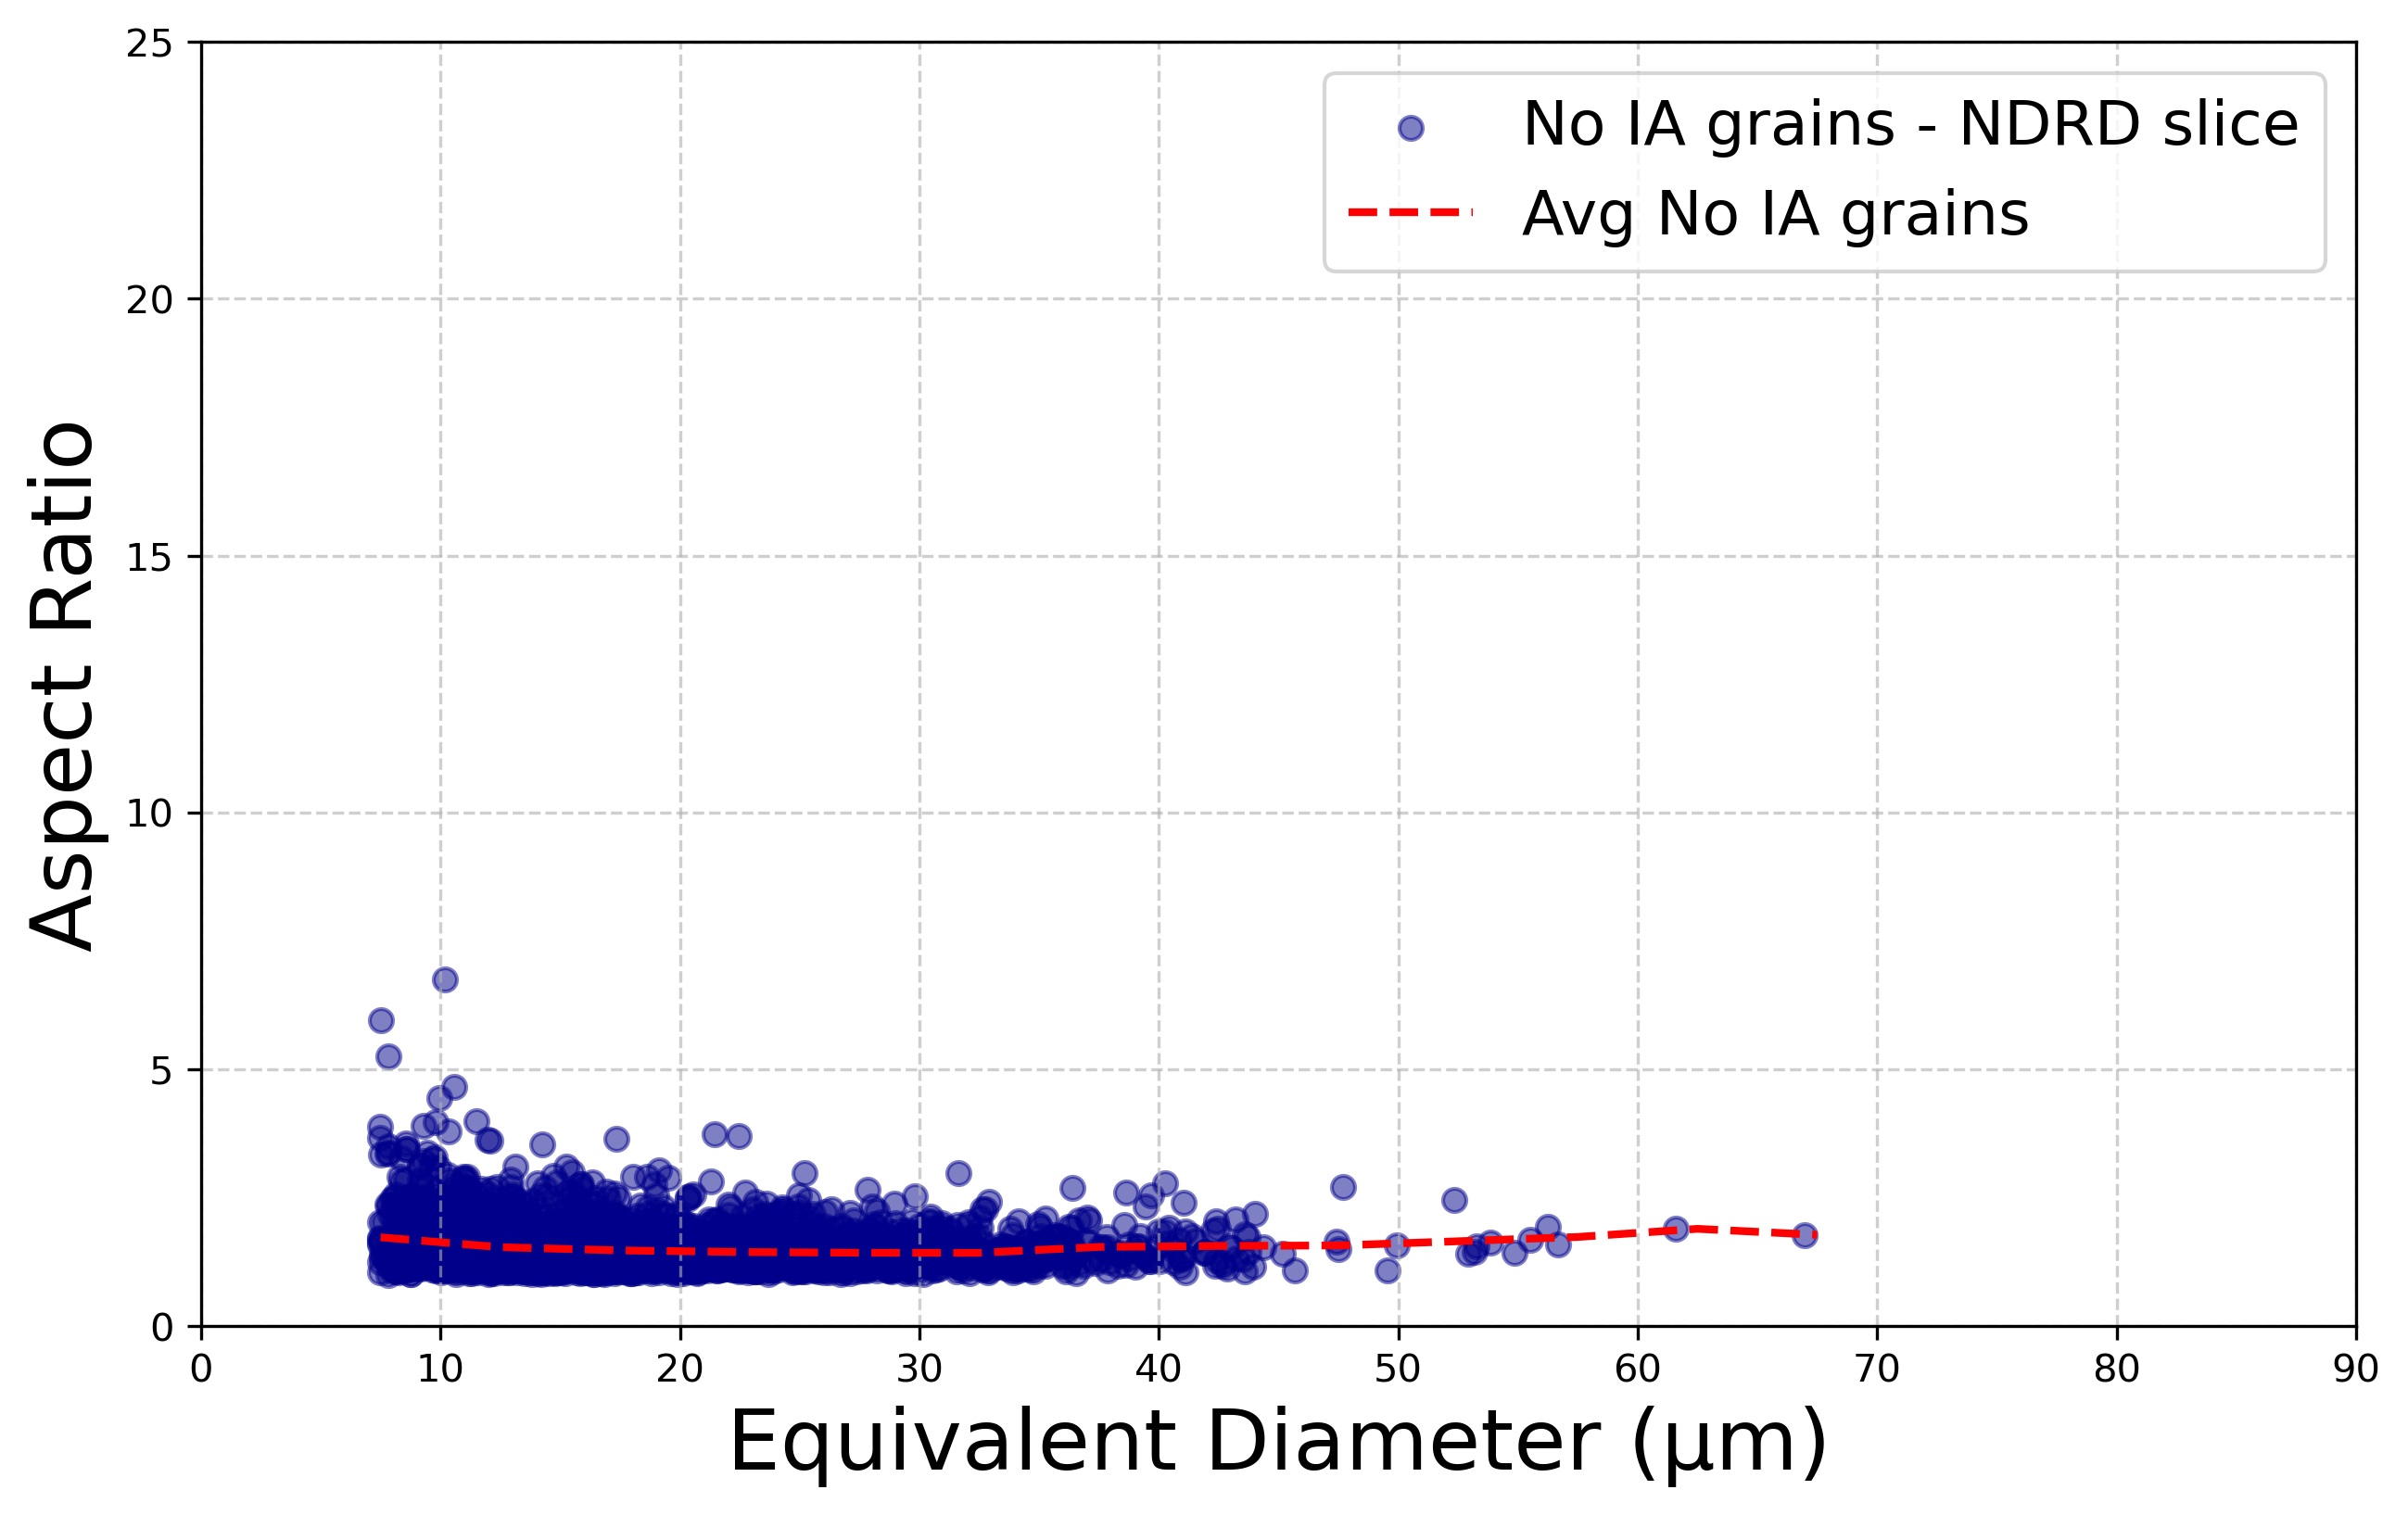 25
20
15
10
5
0
0 10 20 30 40 50 60 70 80 90
Aspect Ratio
Equivalent Diameter (μm)
No IA grains - NDRD slice
Avg No IA grains